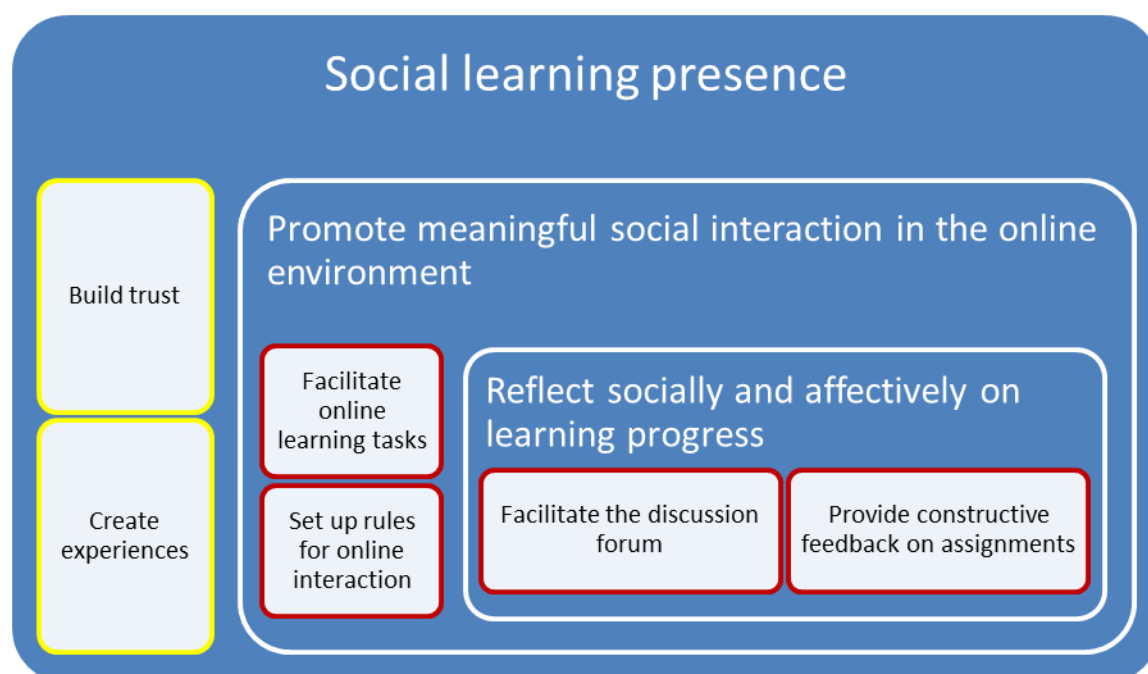 Social learning presence
Build trust
Create
experiences
Promote meaningful social interaction in the online
environment
Facilitate
online
learning tasks
Set up rules
for online
interaction
Reflect socially and affectively on
learning progress
Facilitate the discussion
forum
Provide constructive
feedback on assignments